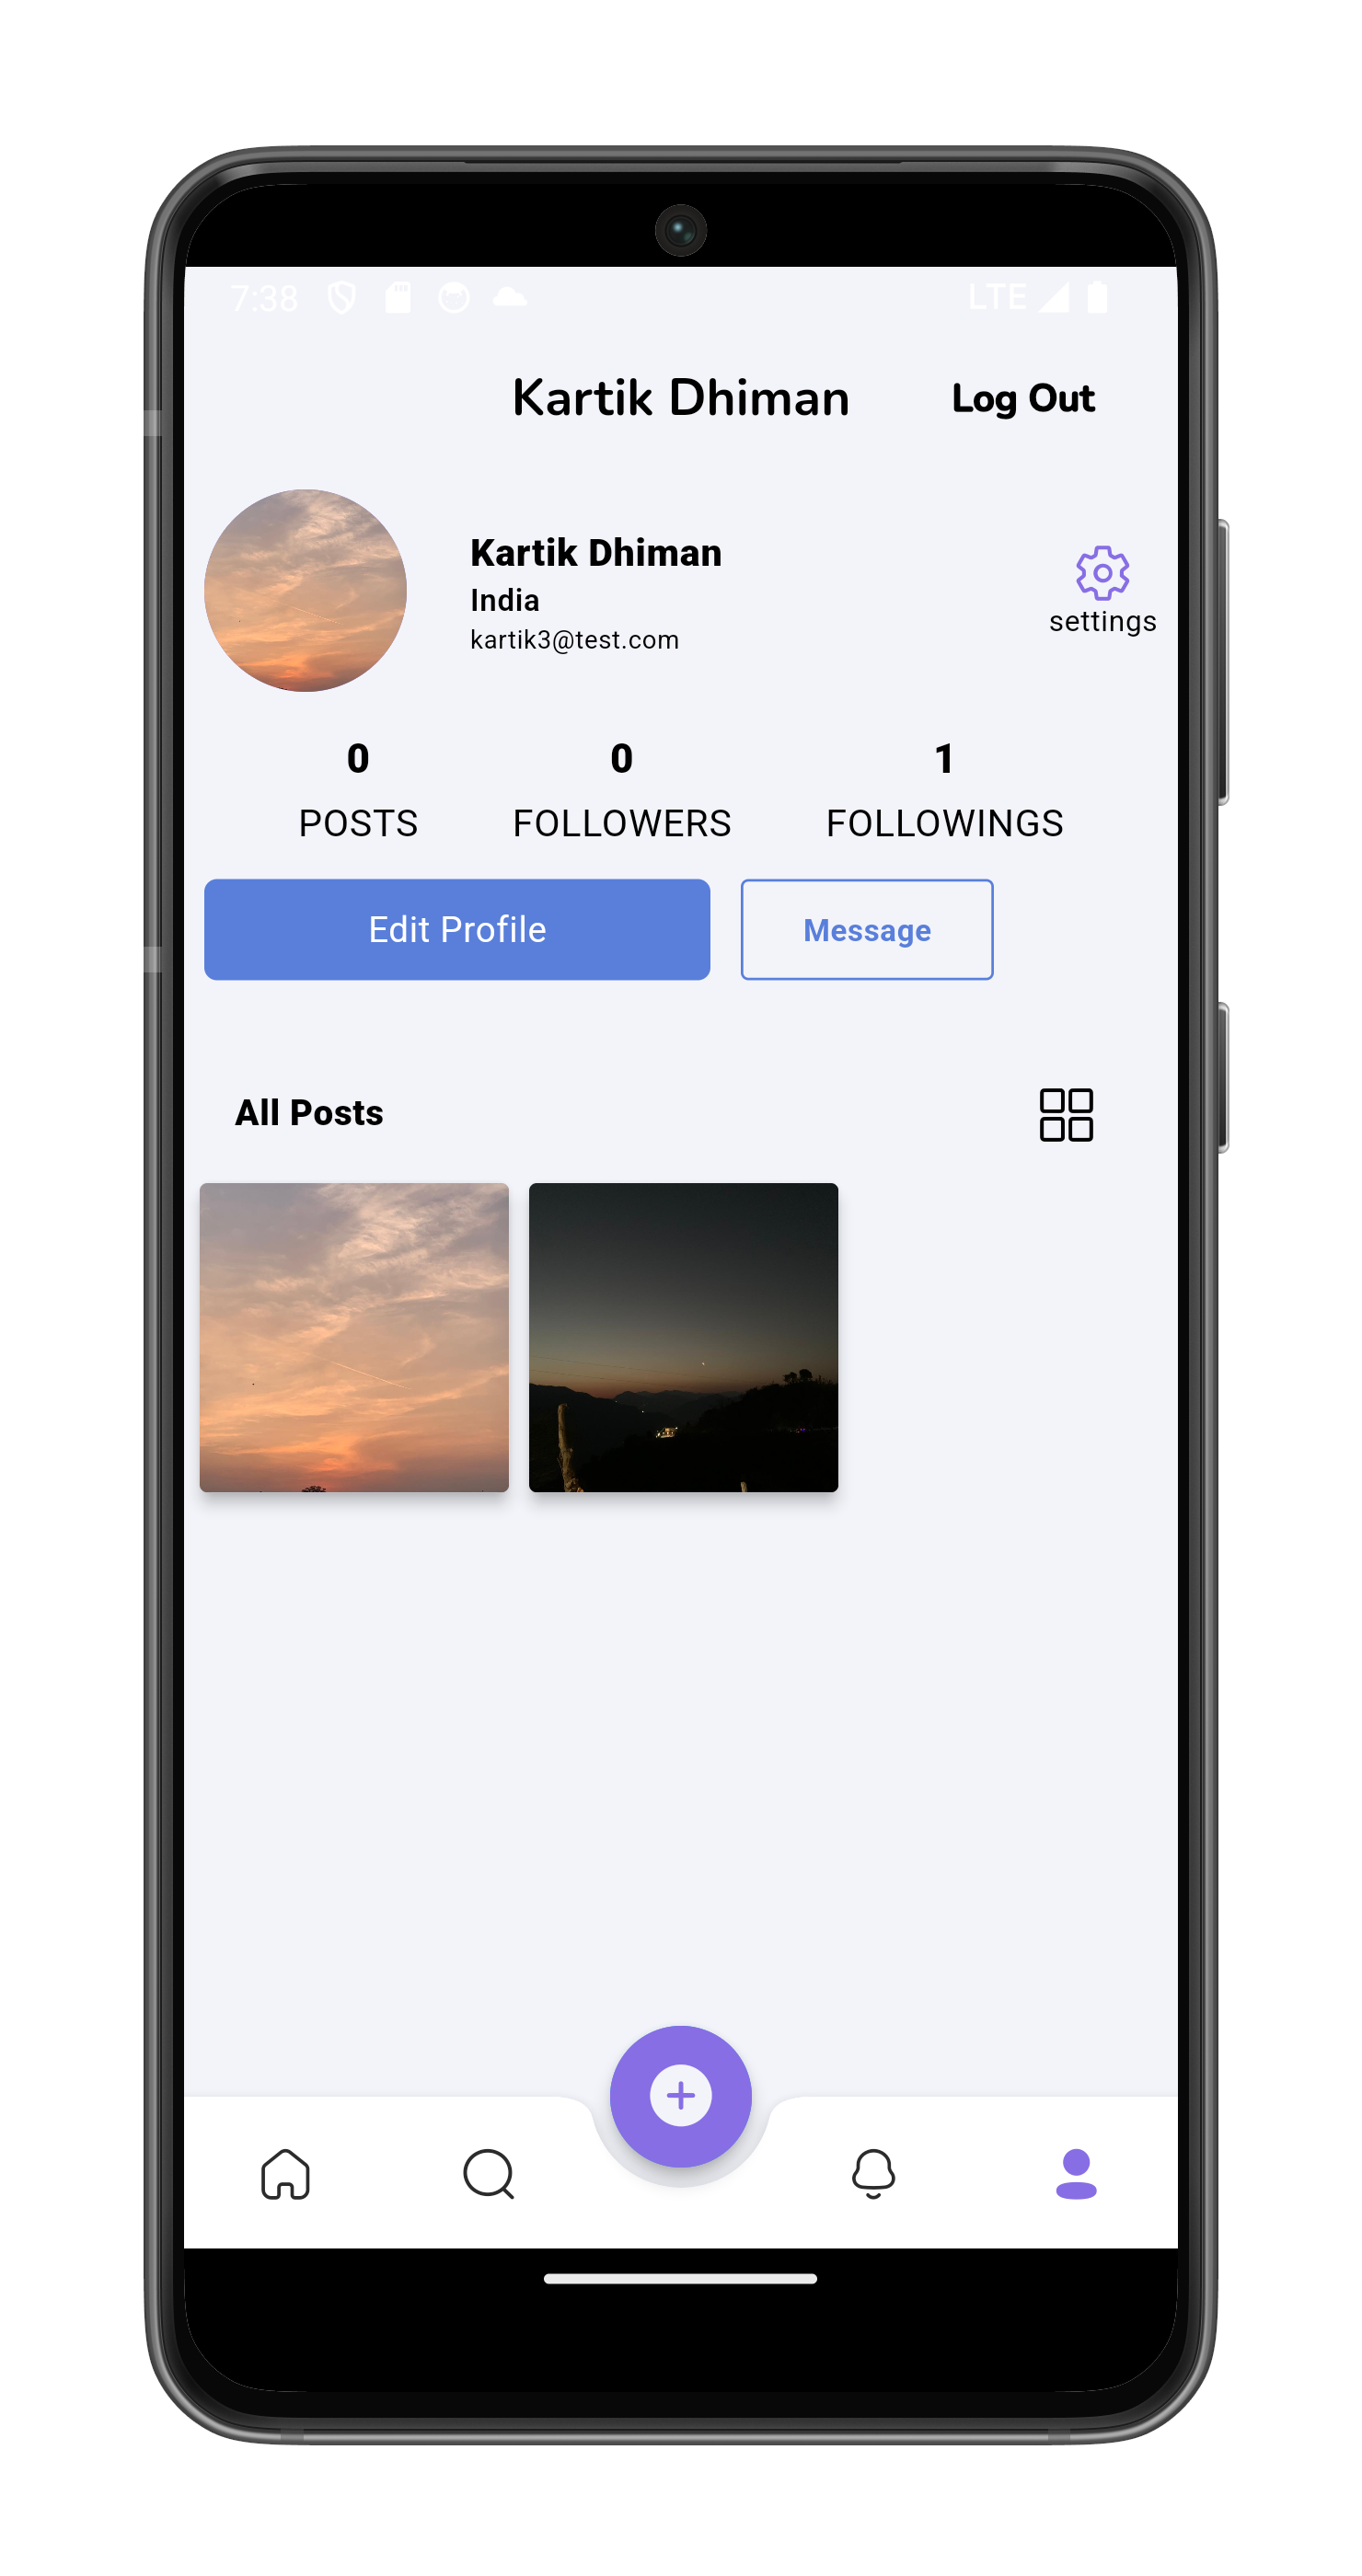 7:38 LTE
Kartik Dhiman Log Out
Kartik Dhiman
India
kartik3@test.com
settings
0 0 1
POSTS FOLLOWERS FOLLOWINGS
Edit Profile Message
All Posts